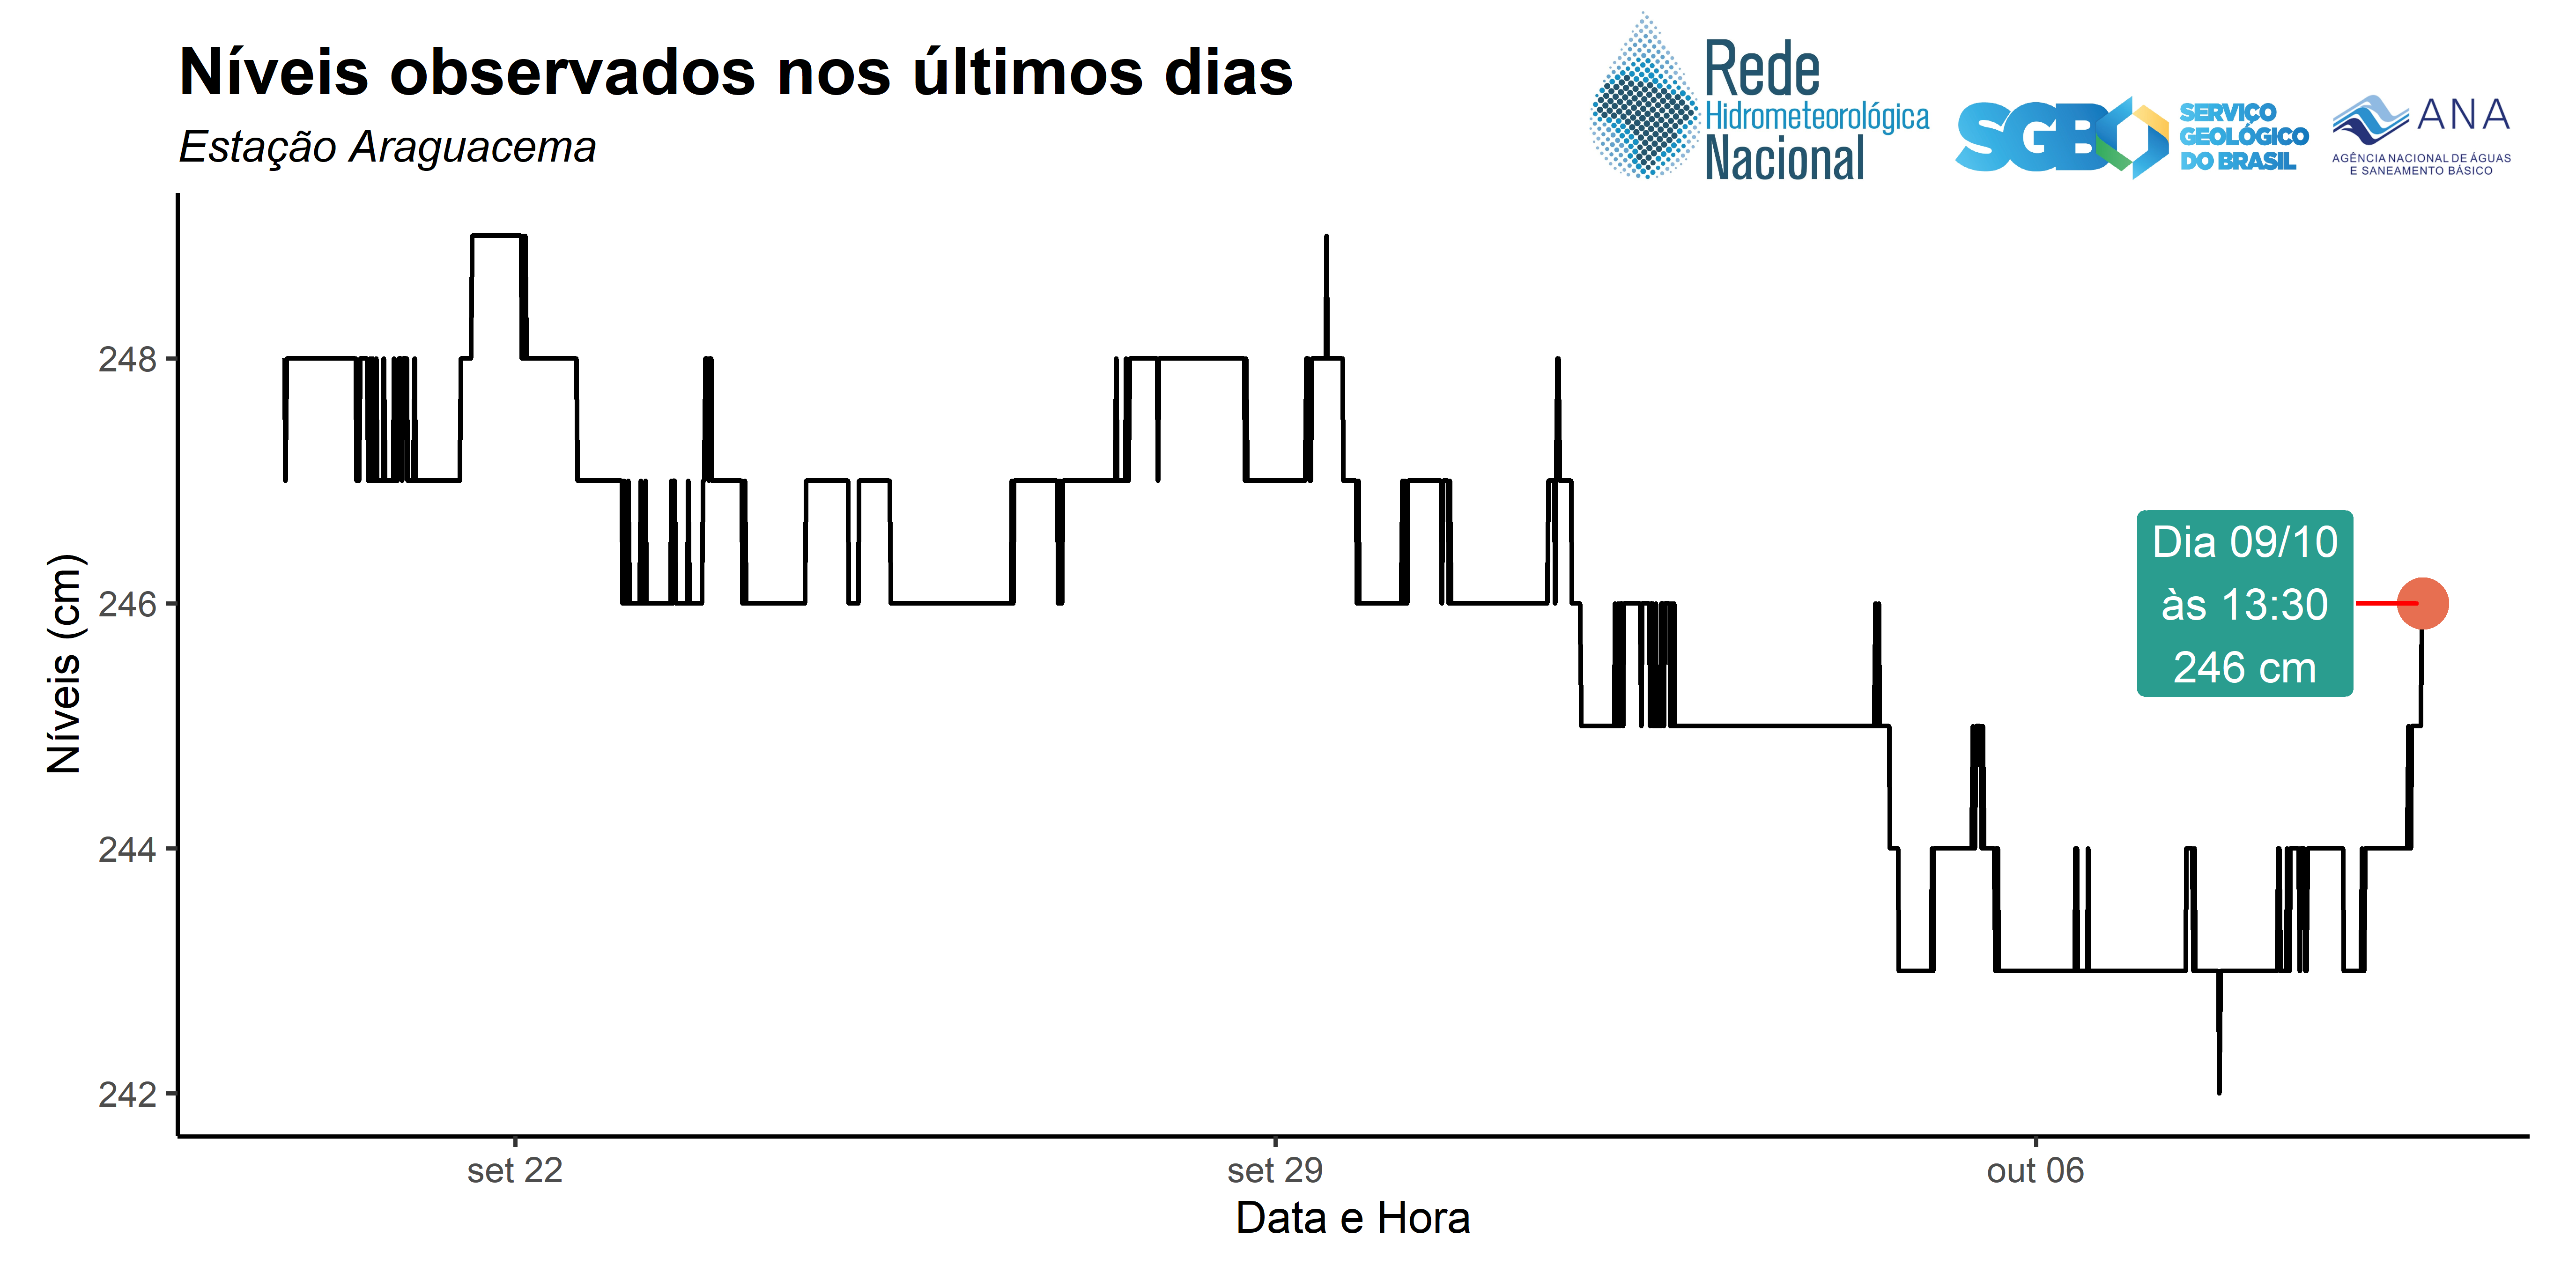 Níveis observados nos últimos dias
Estação Araguacema
Rede
Hidrometeorológica
Nacional
SGB
SERVIÇO
GEOLÓGICO
DO BRASIL
ANA
AGÊNCIA NACIONAL DE ÁGUAS
E SANEAMENTO BÁSICO
Níveis (cm)
248
246
244
242
Dia 09/10
às 13:30
246 cm
set 22
set 29
out 06
Data e Hora